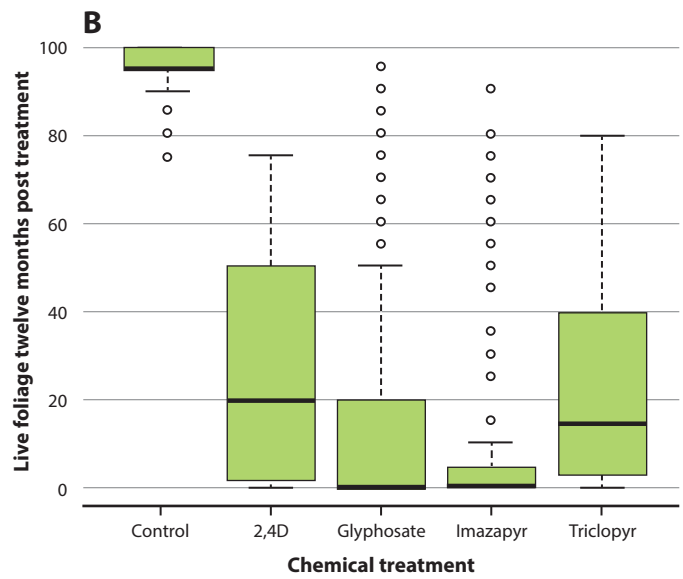 B
Live foliage twelve months post treatment
100
80
60
40
20
0
Control 2,4D Glyphosate Imazapyr Triclopyr
Chemical treatment